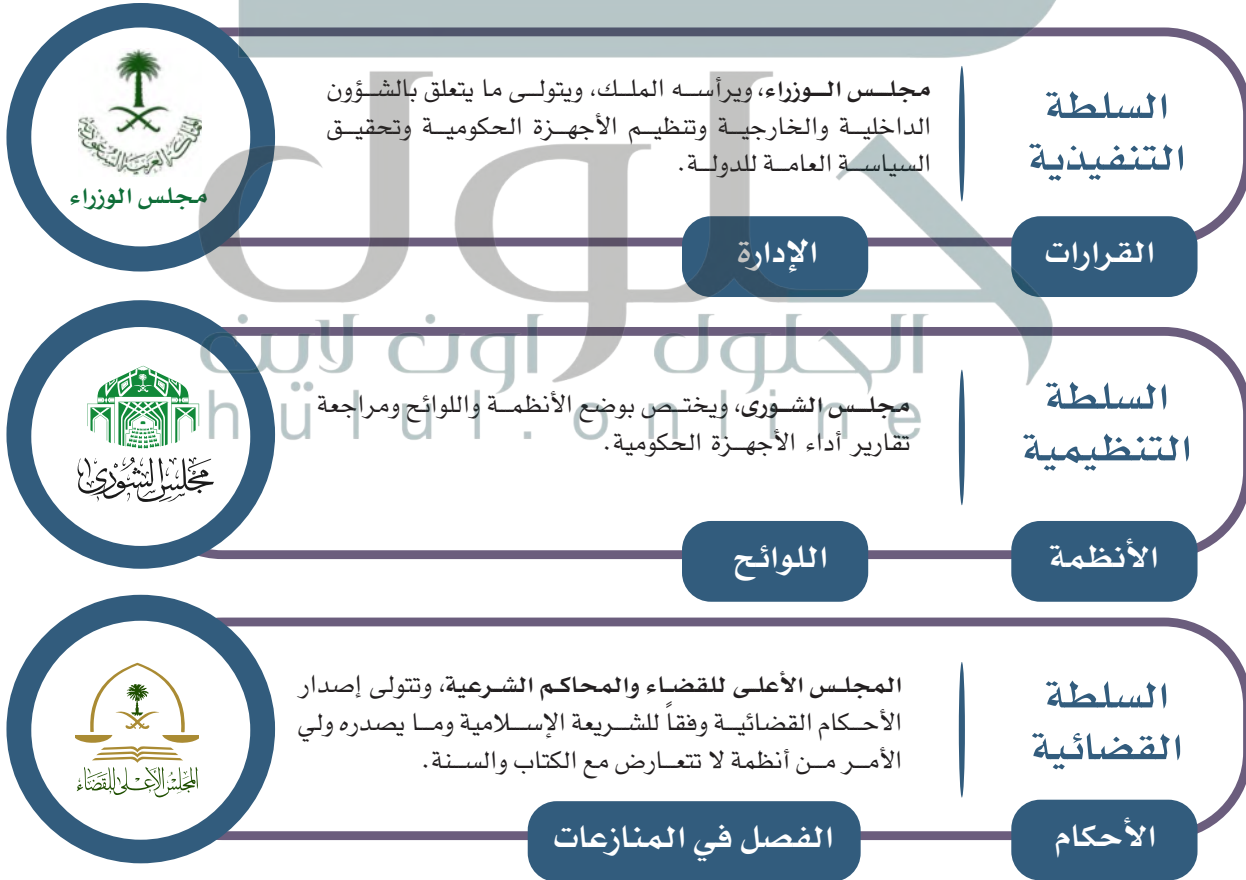 السلطة
التنفيذية
مجلس الوزراء، ويرأسه الملك، ويتولى ما يتعلق بالشؤون
الداخلية والخارجية وتنظيم الأجهزة الحكومية وتحقيق
السياسة العامة للدولة.
المملكة العربية السعودية
مجلس الوزراء
القرارات
الإدارة
حلول
الحلول اون لاين
hulul.online
السلطة
التنظيمية
مجلس الشورى، ويختص بوضع الأنظمة واللوائح ومراجعة
تقارير أداء الأجهزة الحكومية.
مجلس الشورى
الأنظمة
اللوائح
السلطة
القضائية
المجلس الأعلى للقضاء والمحاكم الشرعية، وتتولى إصدار
الأحكام القضائية وفقاً للشريعة الإسلامية وما يصدره ولي
الأمر من أنظمة لا تتعارض مع الكتاب والسنة.
المجلس الأعلى للقضاء
الأحكام
الفصل في المنازعات